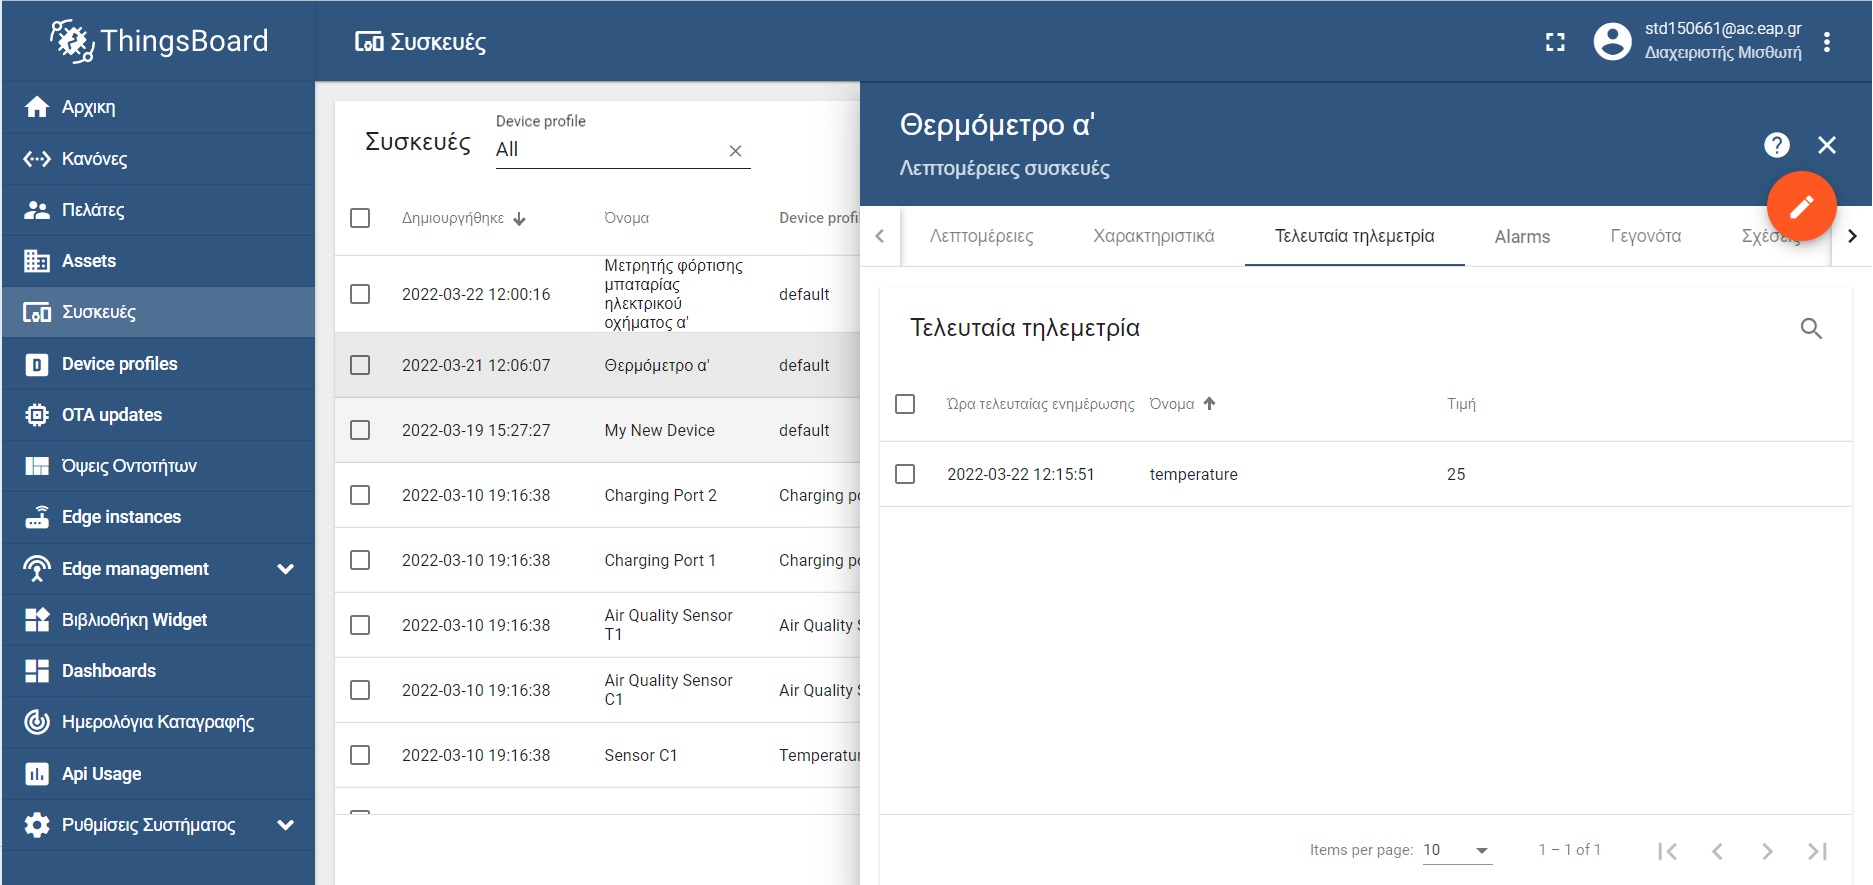 ThingsBoard
Συσκευές
std150661@ac.eap.gr
Διαχειριστής Μισθωτή
Αρχικη
Κανόνες
Πελάτες
Assets
Συσκευές
Device profiles
OTA updates
Όψεις Οντοτήτων
Edge instances
Edge management
Βιβλιοθήκη Widget
Dashboards
Ημερολόγια Καταγραφής
Api Usage
Ρυθμίσεις Συστήματος
Συσκευές
Device profile
All
Δημιουργήθηκε Όνομα Device profi
2022-03-22 12:00:16 Μετρητής φόρτισης
μπαταρίας
ηλεκτρικού
οχήματος α' default
2022-03-21 12:06:07 Θερμόμετρο α' default
2022-03-19 15:27:27 My New Device default
2022-03-10 19:16:38 Charging Port 2 Charging po
2022-03-10 19:16:38 Charging Port 1 Charging po
2022-03-10 19:16:38 Air Quality Sensor
T1 Air Quality S
2022-03-10 19:16:38 Air Quality Sensor
C1 Air Quality S
2022-03-10 19:16:38 Sensor C1 Temperatur
Θερμόμετρο α'
Λεπτομέρειες συσκευές
Λεπτομέρειες Χαρακτηριστικά Τελευταία τηλεμετρία Alarms Γεγονότα Σχέσεις
Τελευταία τηλεμετρία
Ώρα τελευταίας ενημέρωσης Όνομα Τιμή
2022-03-22 12:15:51 temperature 25
Items per page: 10 1 – 1 of 1